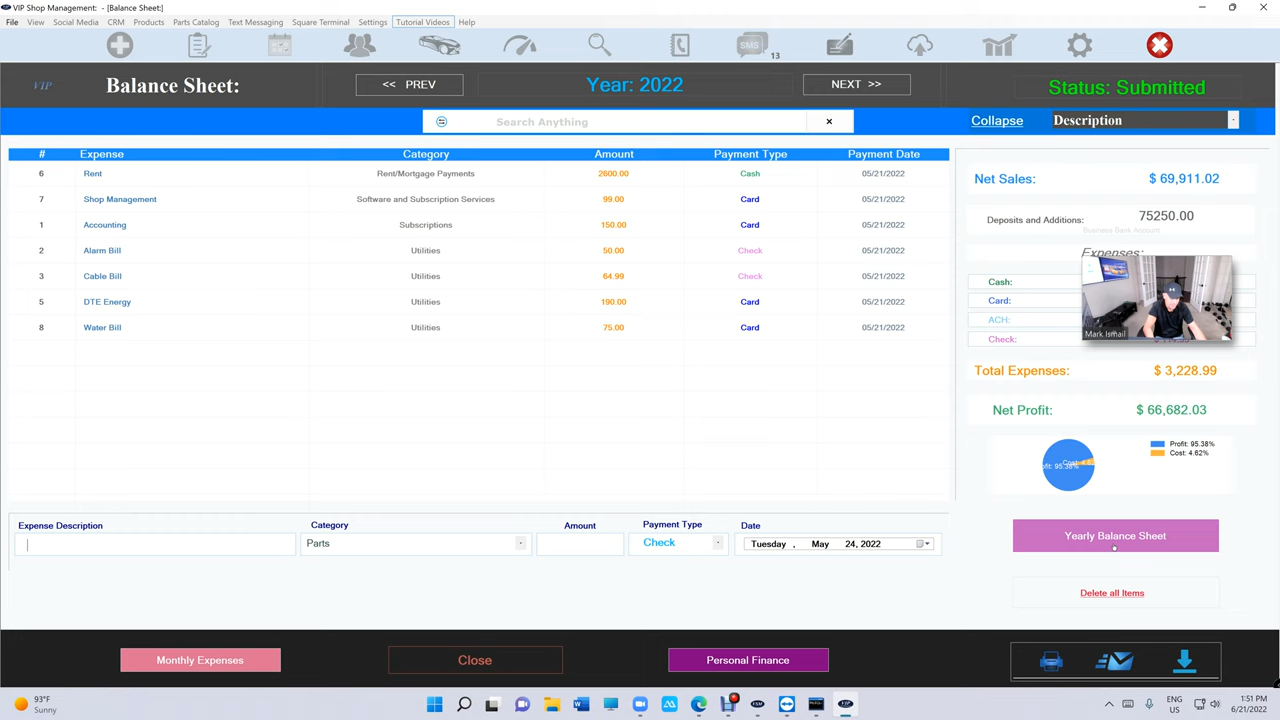 VIP Shop Management:  - [Balance Sheet:]
File View Social Media CRM Products Parts Catalog Text Messaging Square Terminal Settings Tutorial Videos Help
SMS 13
VIP Balance Sheet: << PREV Year: 2022 NEXT >> Status: Submitted
Search Anything × Collapse Description
# Expense Category Amount Payment Type Payment Date
6 Rent Rent/Mortgage Payments 2600.00 Cash 05/21/2022
7 Shop Management Software and Subscription Services 99.00 Card 05/21/2022
1 Accounting Subscriptions 150.00 Card 05/21/2022
2 Alarm Bill Utilities 50.00 Check 05/21/2022
3 Cable Bill Utilities 64.99 Check 05/21/2022
5 DTE Energy Utilities 190.00 Card 05/21/2022
8 Water Bill Utilities 75.00 Card 05/21/2022
Net Sales: $ 69,911.02
Deposits and Additions: 75250.00
Business Bank Account
Expenses:
Cash:
Card:
ACH:
Check:
Mark Ismail
Total Expenses: $ 3,228.99
Net Profit: $ 66,682.03
Profit: 95.38%
Cost: 4.62%
Expense Description Category Amount Payment Type Date
Parts Check Tuesday , May 24, 2022
Yearly Balance Sheet
Delete all Items
Monthly Expenses Close Personal Finance
93°F
Sunny
ENG
US
1:51 PM
6/21/2022